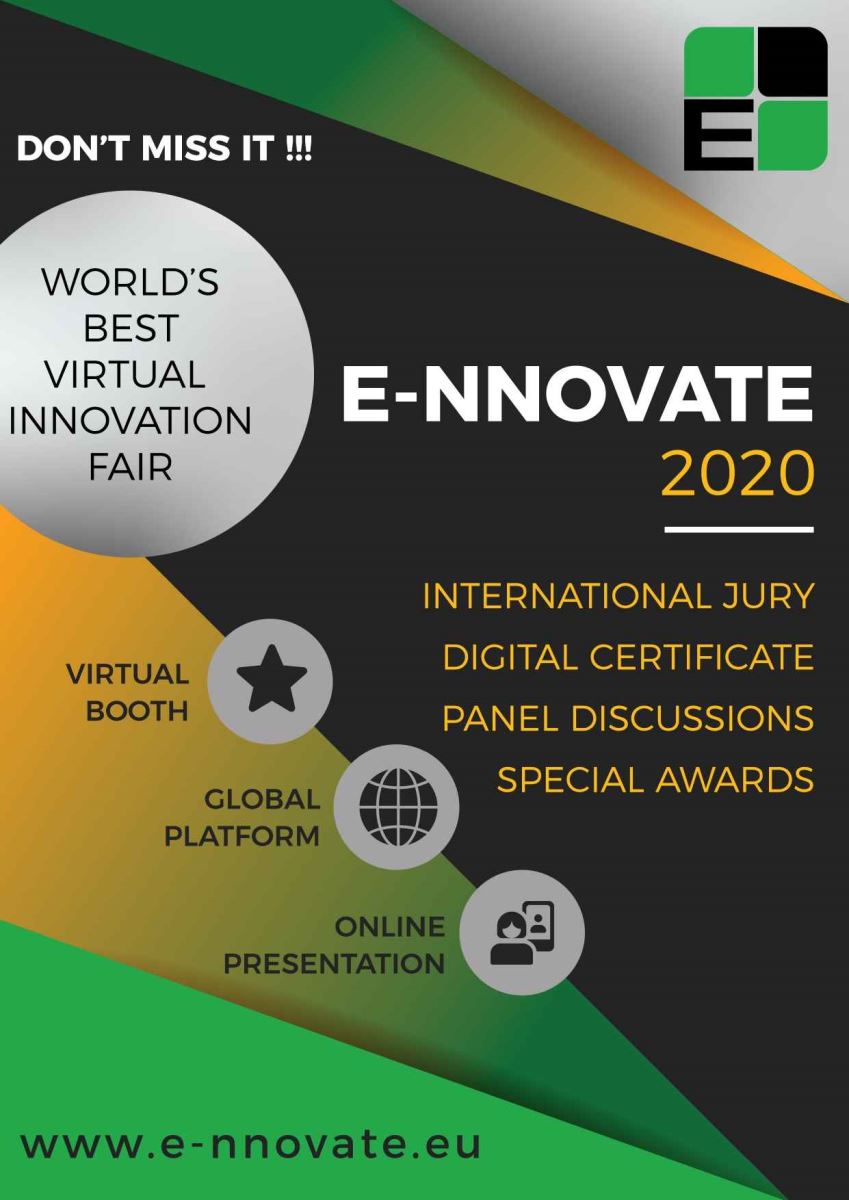 E
DON'T MISS IT !!!
WORLD'S
BEST
VIRTUAL
INNOVATION
FAIR
E-NNOVATE
2020
INTERNATIONAL JURY
DIGITAL CERTIFICATE
PANEL DISCUSSIONS
SPECIAL AWARDS
VIRTUAL
BOOTH
GLOBAL
PLATFORM
ONLINE
PRESENTATION
www.e-nnovate.eu